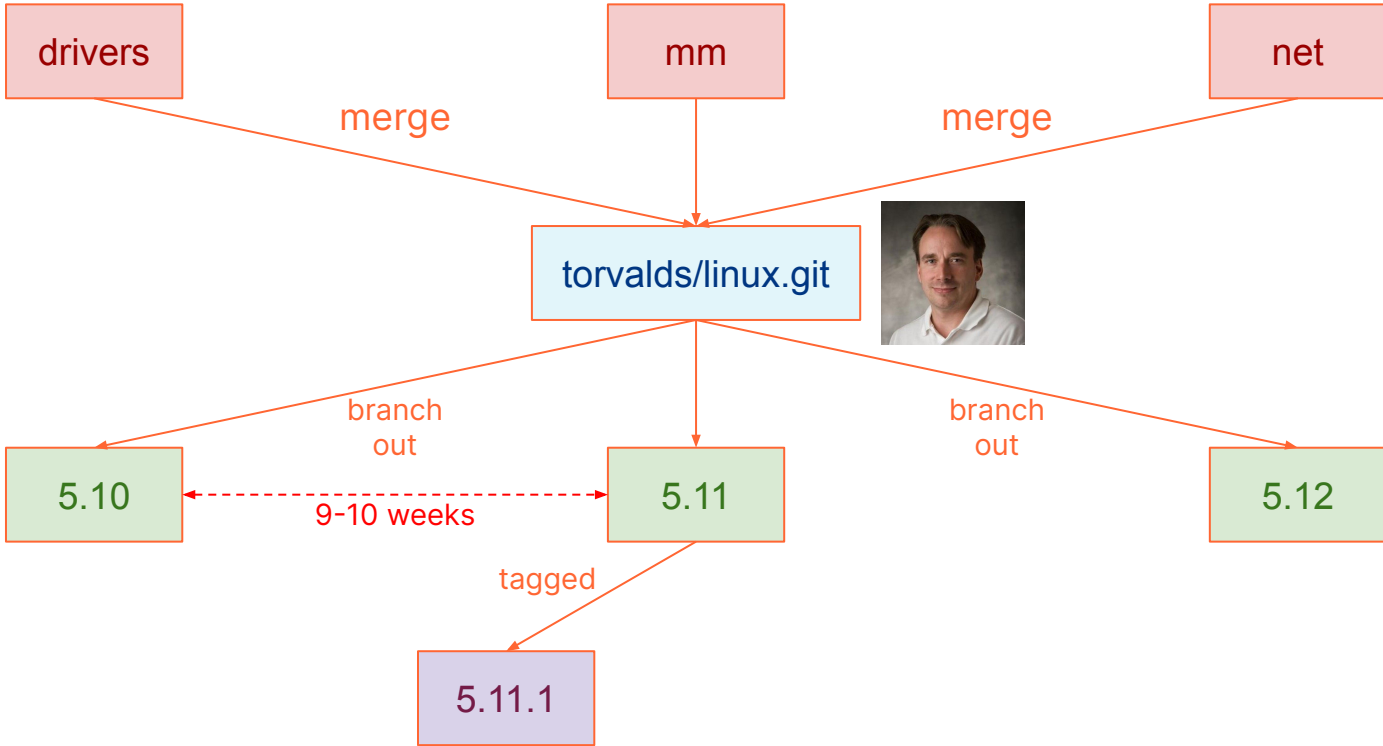 drivers
mm
net
merge
merge
torvalds/linux.git
branch
out
branch
out
5.10
9-10 weeks
5.11
5.12
tagged
5.11.1